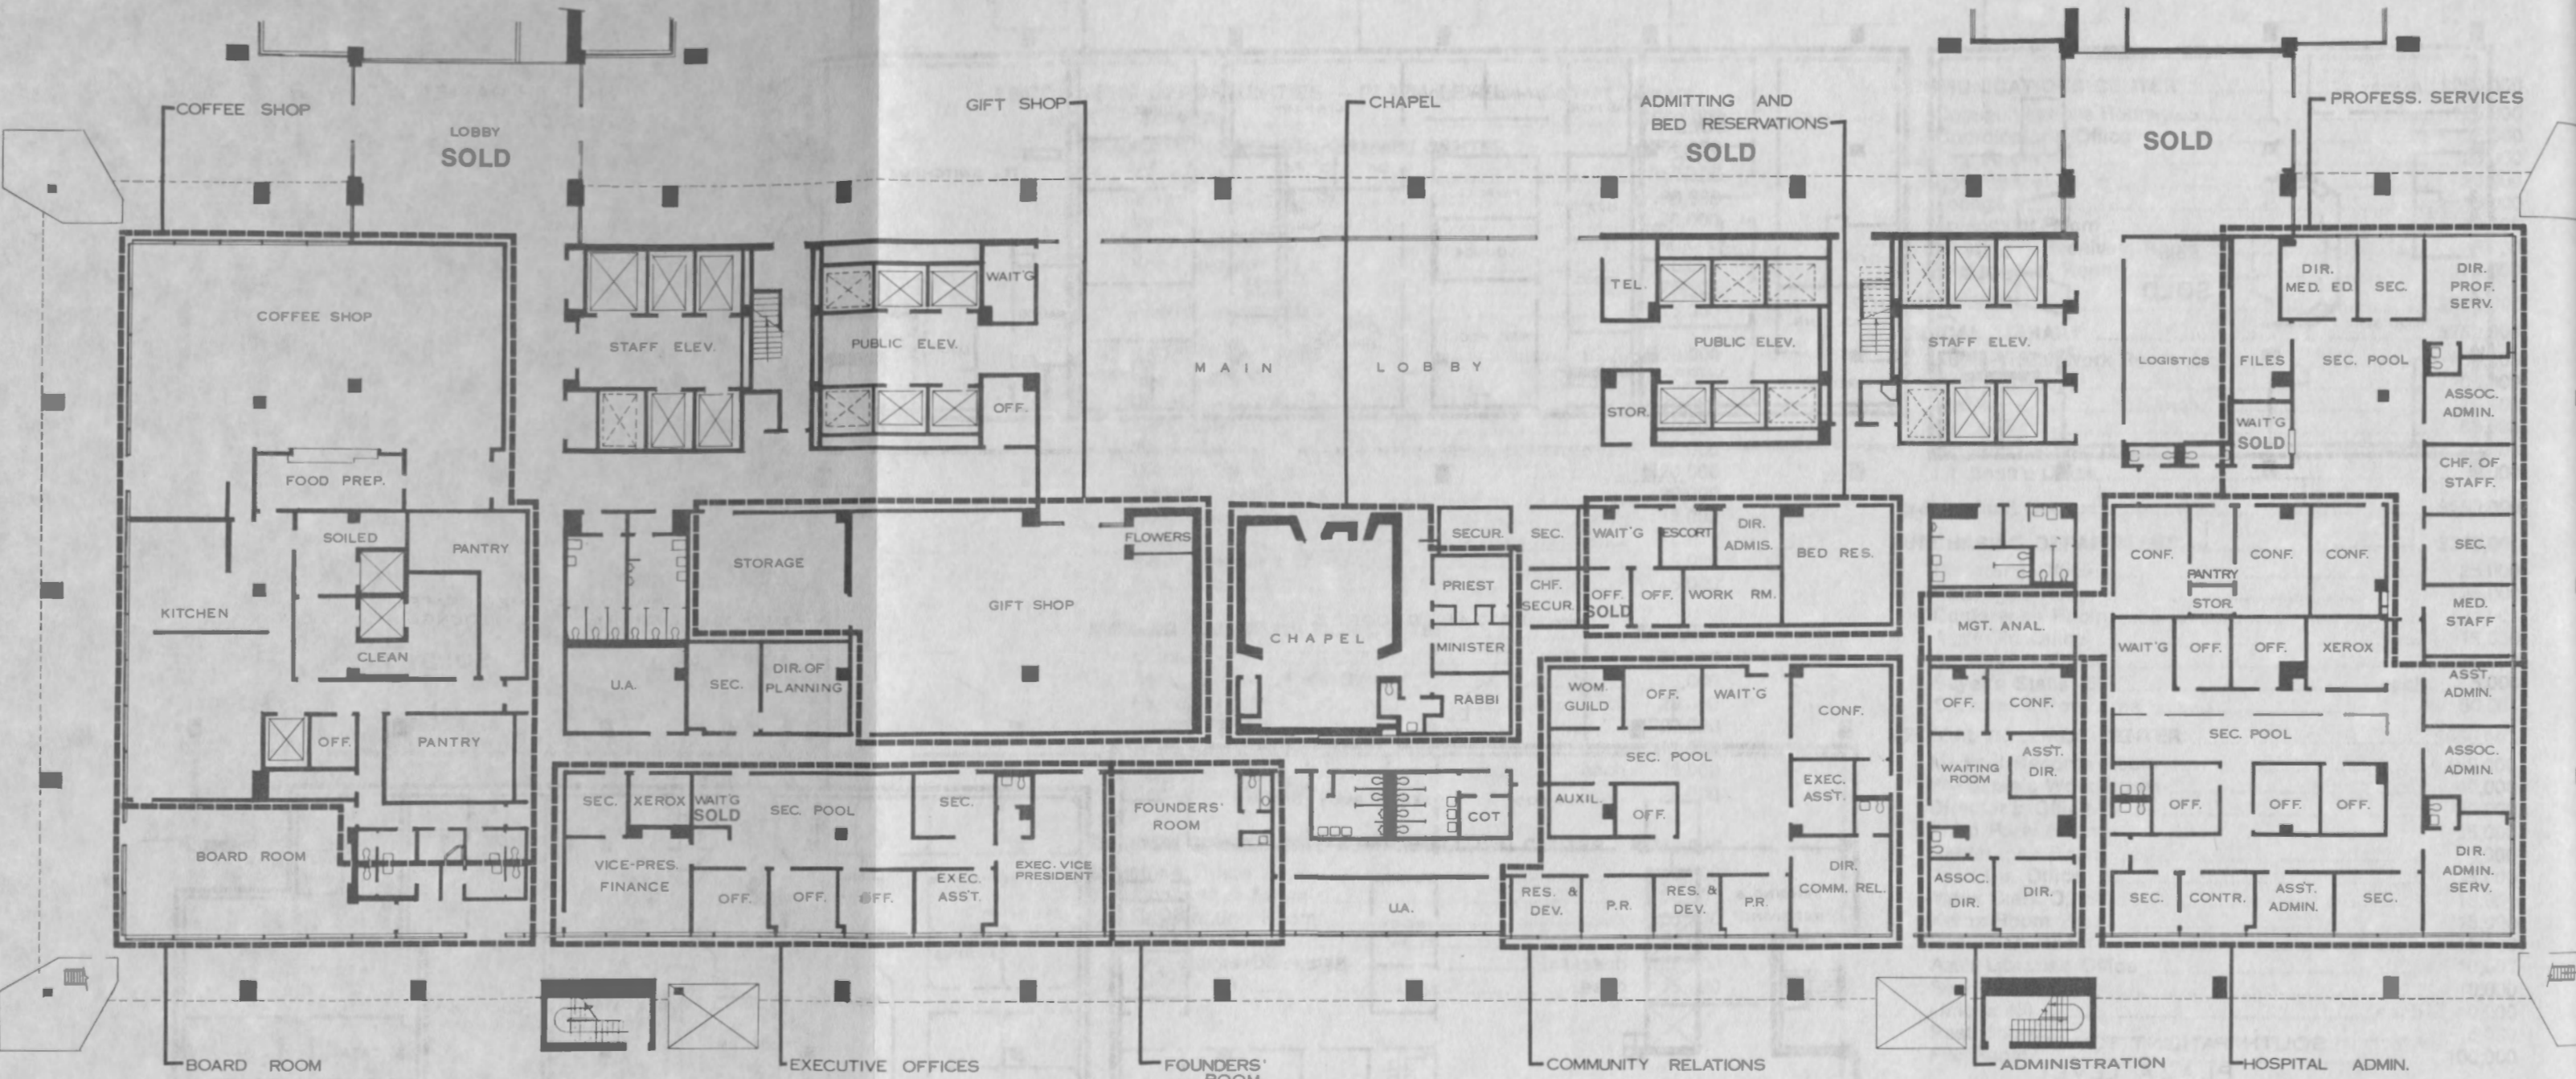 COFFEE SHOP
LOBBY
SOLD
GIFT SHOP
CHAPEL
ADMITTING AND
BED RESERVATIONS
SOLD
SOLD
PROFESS. SERVICES
COFFEE SHOP
FOOD PREP.
SOILED
PANTRY
KITCHEN
CLEAN
OFF.
PANTRY
BOARD ROOM
STAFF ELEV.
PUBLIC ELEV.
WAIT'G
OFF.
MAIN LOBBY
TEL.
PUBLIC ELEV.
STOR.
STAFF ELEV.
LOGISTICS
DIR.
MED. ED.
SEC.
DIR.
PROF.
SERV.
FILES
SEC. POOL
WAIT'G
SOLD
ASSOC.
ADMIN.
CHF. OF
STAFF.
SEC.
MED.
STAFF
STORAGE
GIFT SHOP
FLOWERS
U.A.
SEC.
DIR. OF
PLANNING
CHAPEL
SECUR.
PRIEST
MINISTER
RABBI
SEC.
CHF.
SECUR.
WAIT'G
ESCORT
DIR.
ADMIS.
BED RES.
OFF.
SOLD
OFF.
WORK RM.
MGT. ANAL.
CONF.
PANTRY
STOR.
CONF.
CONF.
WAIT'G
OFF.
OFF.
XEROX
SEC. POOL
OFF.
OFF.
OFF.
ASST.
ADMIN.
ASSOC.
ADMIN.
DIR.
ADMIN.
SERV.
SEC.
CONTR.
ASS'T.
ADMIN.
SEC.
SEC.
XEROX
WAIT'G
SOLD
SEC. POOL
SEC.
VICE-PRES.
FINANCE
OFF.
OFF.
OFF.
EXEC.
ASS'T.
EXEC. VICE
PRESIDENT
FOUNDERS'
ROOM
COT
U.A.
WOM.
GUILD
OFF.
WAIT'G
CONF.
SEC. POOL
AUXIL.
OFF.
EXEC.
ASS'T.
RES. &
DEV.
P.R.
RES. &
DEV.
P.R.
DIR.
COMM. REL.
OFF.
CONF.
WAITING
ROOM
ASS'T.
DIR.
ASSOC.
DIR.
DIR.
BOARD ROOM
EXECUTIVE OFFICES
FOUNDERS'
ROOM
COMMUNITY RELATIONS
ADMINISTRATION
HOSPITAL ADMIN.